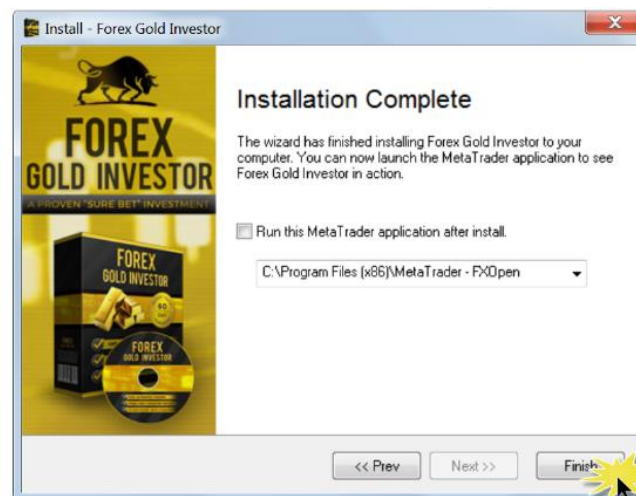 Install - Forex Gold Investor
FOREX
GOLD INVESTOR
A PROVEN "SURE BET" INVESTMENT
FOREX
GOLD INVESTOR
60
FOREX
GOLD INVESTOR
Installation Complete
The wizard has finished installing Forex Gold Investor to your
computer. You can now launch the MetaTrader application to see
Forex Gold Investor in action.
Run this MetaTrader application after install.
C:\Program Files (x86)\MetaTrader - FXOpen
<< Prev
Next >>
Finish